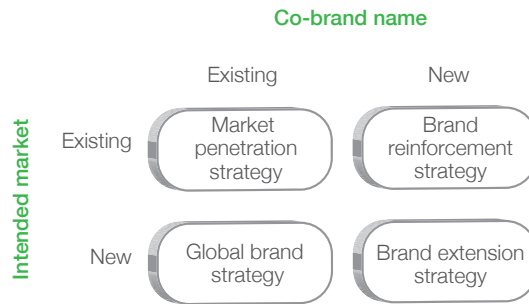 Co-brand name
Existing
New
Intended market
Existing
Market
penetration
strategy
Brand
reinforcement
strategy
New
Global brand
strategy
Brand extension
strategy